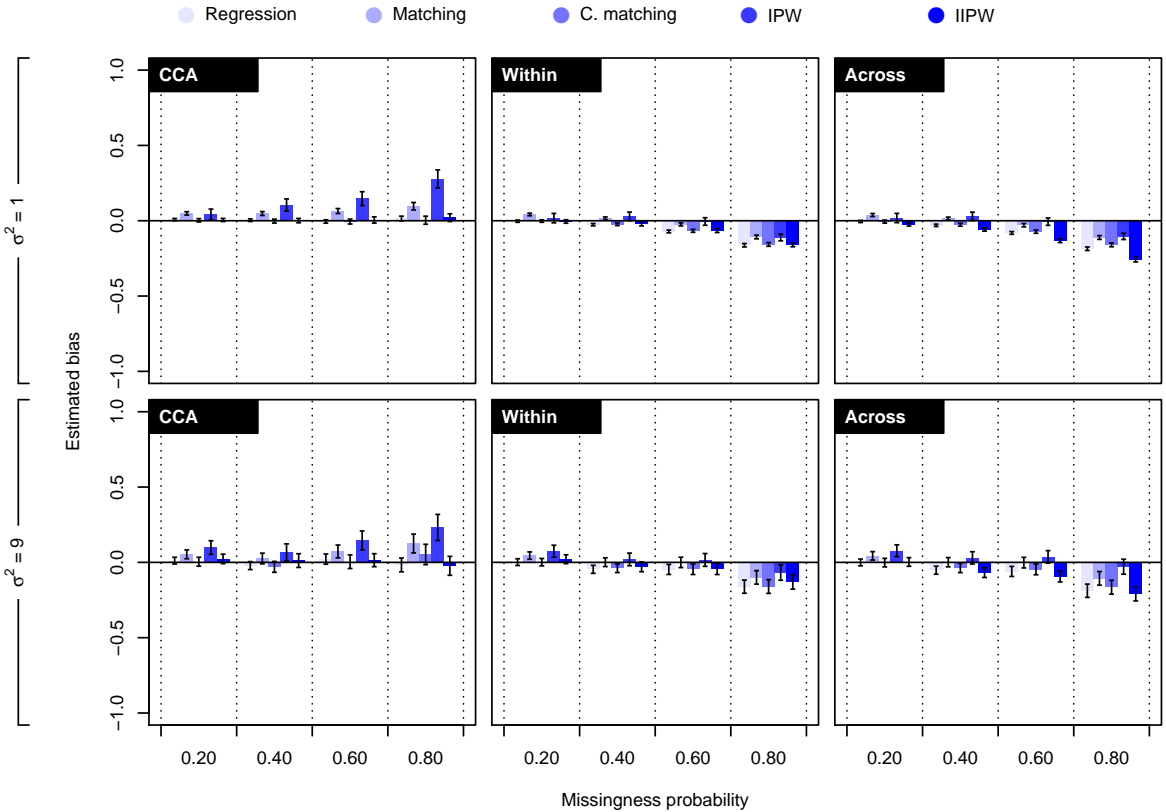 Regression Matching C. matching IPW IIPW
CCA Within Across
1.0
0.5
0.0
−0.5
−1.0
σ² = 1
Estimated bias
CCA Within Across
1.0
0.5
0.0
−0.5
−1.0
σ² = 9
0.20 0.40 0.60 0.80 0.20 0.40 0.60 0.80 0.20 0.40 0.60 0.80
Missingness probability